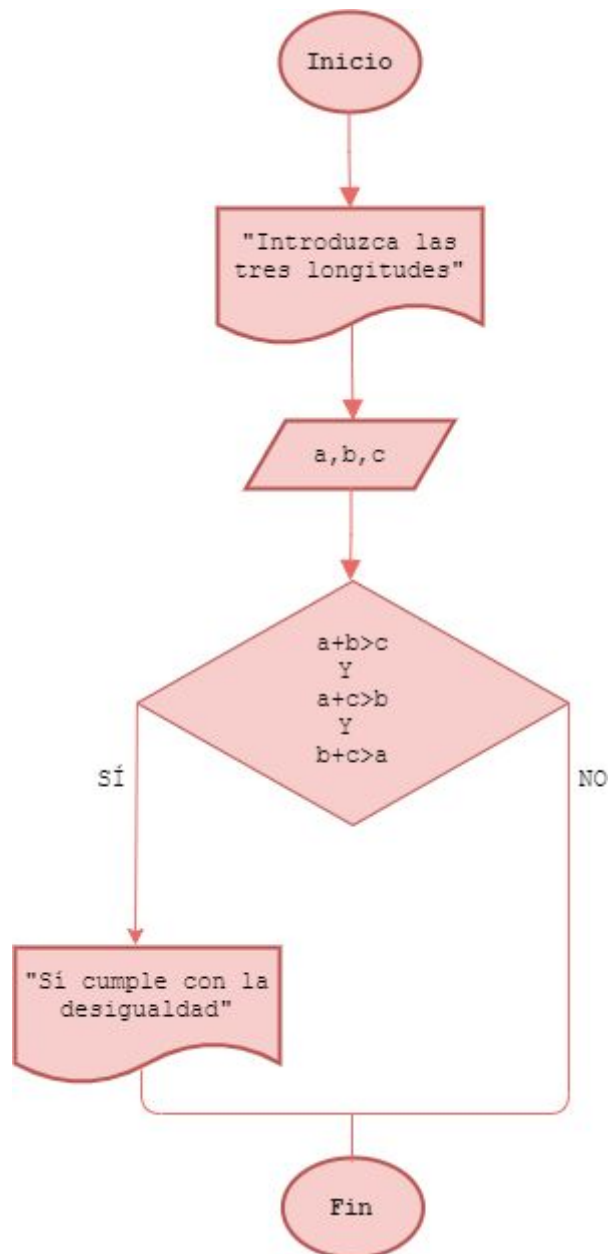 Inicio
"Introduzca las
tres longitudes"
a,b,c
a+b>c
Y
a+c>b
Y
b+c>a
SÍ
NO
"Sí cumple con la
desigualdad"
Fin